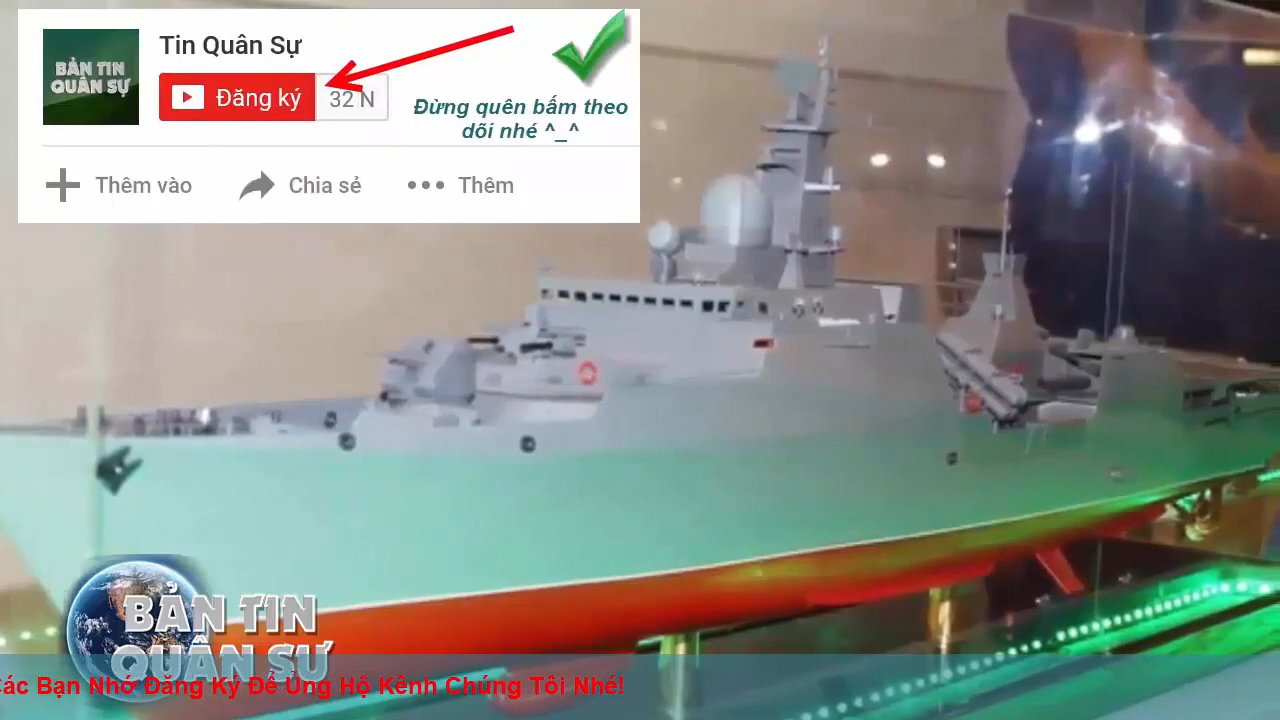 Tin Quân Sự
BẢN TIN
QUÂN SỰ
Đăng ký
32 N
Đừng quên bấm theo
dõi nhé ^_^
Thêm vào
Chia sẻ
Thêm
BẢN TIN
QUÂN SỰ
Các Bạn Nhớ Đăng Ký Để Ủng Hộ Kênh Chúng Tôi Nhé!